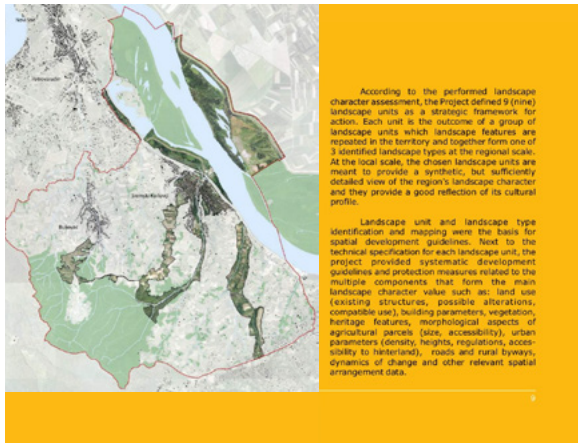 According to the performed landscape
character assessment, the Project defined 9 (nine)
landscape units as a strategic framework for
action. Each unit is the outcome of a group of
landscape units which landscape features are
repeated in the territory and together form one of
3 identified landscape types at the regional scale.
At the local scale, the chosen landscape units are
meant to provide a synthetic, but sufficiently
detailed view of the region's landscape character
and they provide a good reflection of its cultural
profile.
Landscape unit and landscape type
identification and mapping were the basis for
spatial development guidelines. Next to the
technical specification for each landscape unit, the
project provided systematic development
guidelines and protection measures related to the
multiple components that form the main
landscape character value such as: land use
(existing structures, possible alterations,
compatible use), building parameters, vegetation,
heritage features, morphological aspects of
agricultural parcels (size, accessibility), urban
parameters (density, heights, regulations, acces-
sibility to hinterland), roads and rural byways,
dynamics of change and other relevant spatial
arrangement data.
9